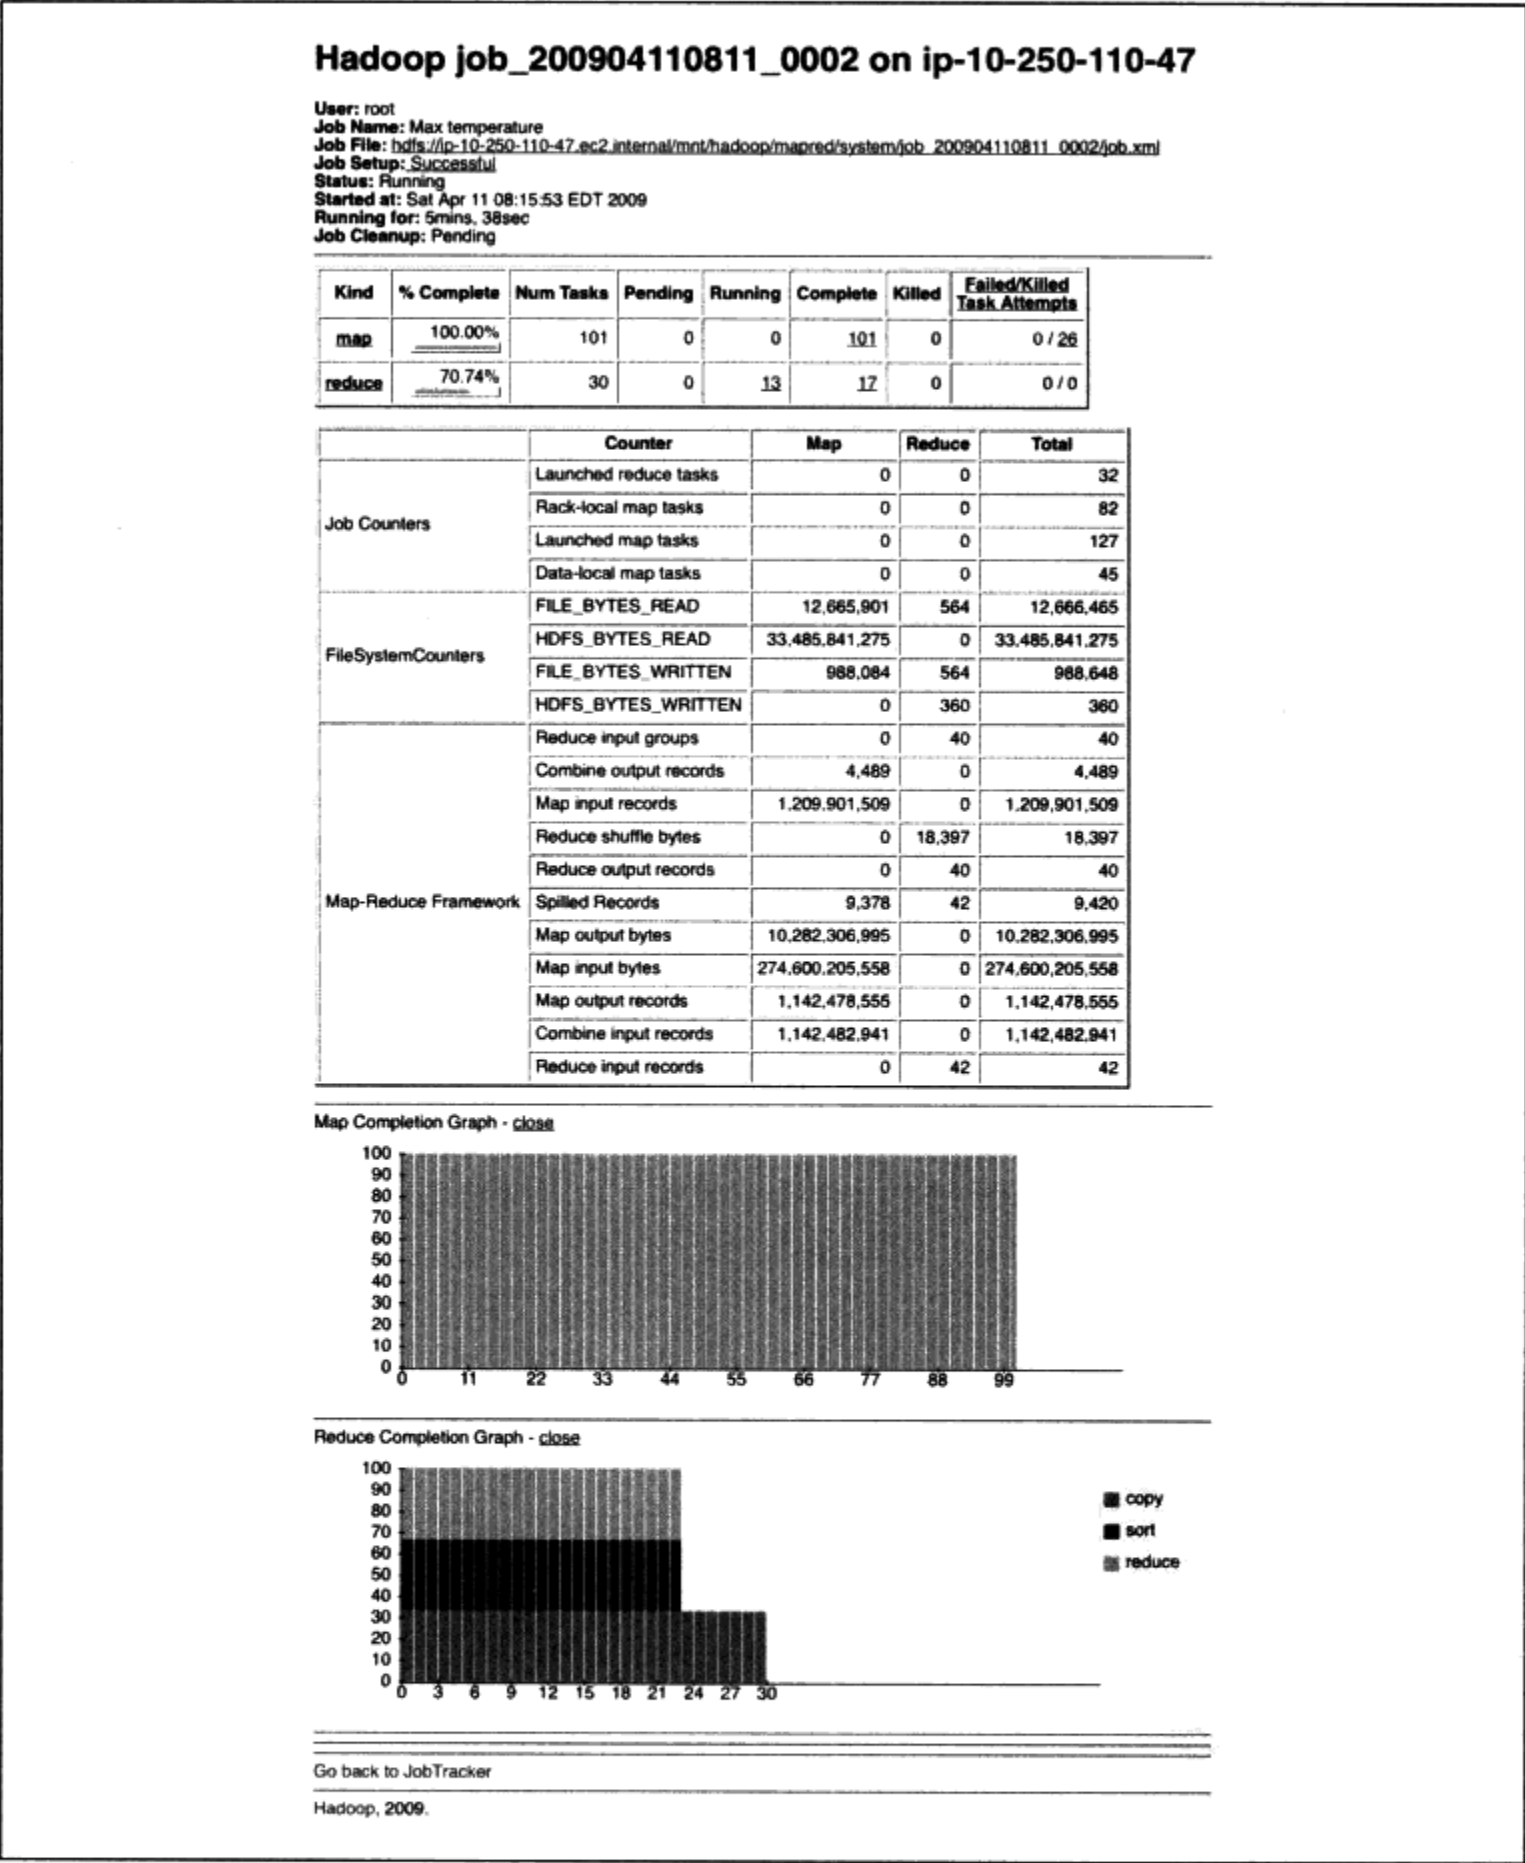 Hadoop job_200904110811_0002 on ip-10-250-110-47
User: root
Job Name: Max temperature
Job File: hdfs://ip-10-250-110-47.ec2.internal/mnt/hadoop/mapred/system/job_200904110811_0002/job.xml
Job Setup: Successful
Status: Running
Started at: Sat Apr 11 08:15:53 EDT 2009
Running for: 5mins, 38sec
Job Cleanup: Pending
Kind % Complete Num Tasks Pending Running Complete Killed Failed/Killed Task Attempts
map 100.00% 101 0 0 101 0 0 / 26
reduce 70.74% 30 0 13 17 0 0 / 0
Counter Map Reduce Total
Job Counters
Launched reduce tasks 0 0 32
Rack-local map tasks 0 0 82
Launched map tasks 0 0 127
Data-local map tasks 0 0 45
FileSystemCounters
FILE_BYTES_READ 12,665,901 564 12,666,465
HDFS_BYTES_READ 33,485,841,275 0 33,485,841,275
FILE_BYTES_WRITTEN 988,084 564 988,648
HDFS_BYTES_WRITTEN 0 360 360
Map-Reduce Framework
Reduce input groups 0 40 40
Combine output records 4,489 0 4,489
Map input records 1,209,901,509 0 1,209,901,509
Reduce shuffle bytes 0 18,397 18,397
Reduce output records 0 40 40
Spilled Records 9,378 42 9,420
Map output bytes 10,282,306,995 0 10,282,306,995
Map input bytes 274,600,205,558 0 274,600,205,558
Map output records 1,142,478,555 0 1,142,478,555
Combine input records 1,142,482,941 0 1,142,482,941
Reduce input records 0 42 42
Map Completion Graph - close
100
90
80
70
60
50
40
30
20
10
0
0 11 22 33 44 55 66 77 88 99
Reduce Completion Graph - close
100
90
80
70
60
50
40
30
20
10
0
0 3 6 9 12 15 18 21 24 27 30
copy
sort
reduce
Go back to JobTracker
Hadoop, 2009.